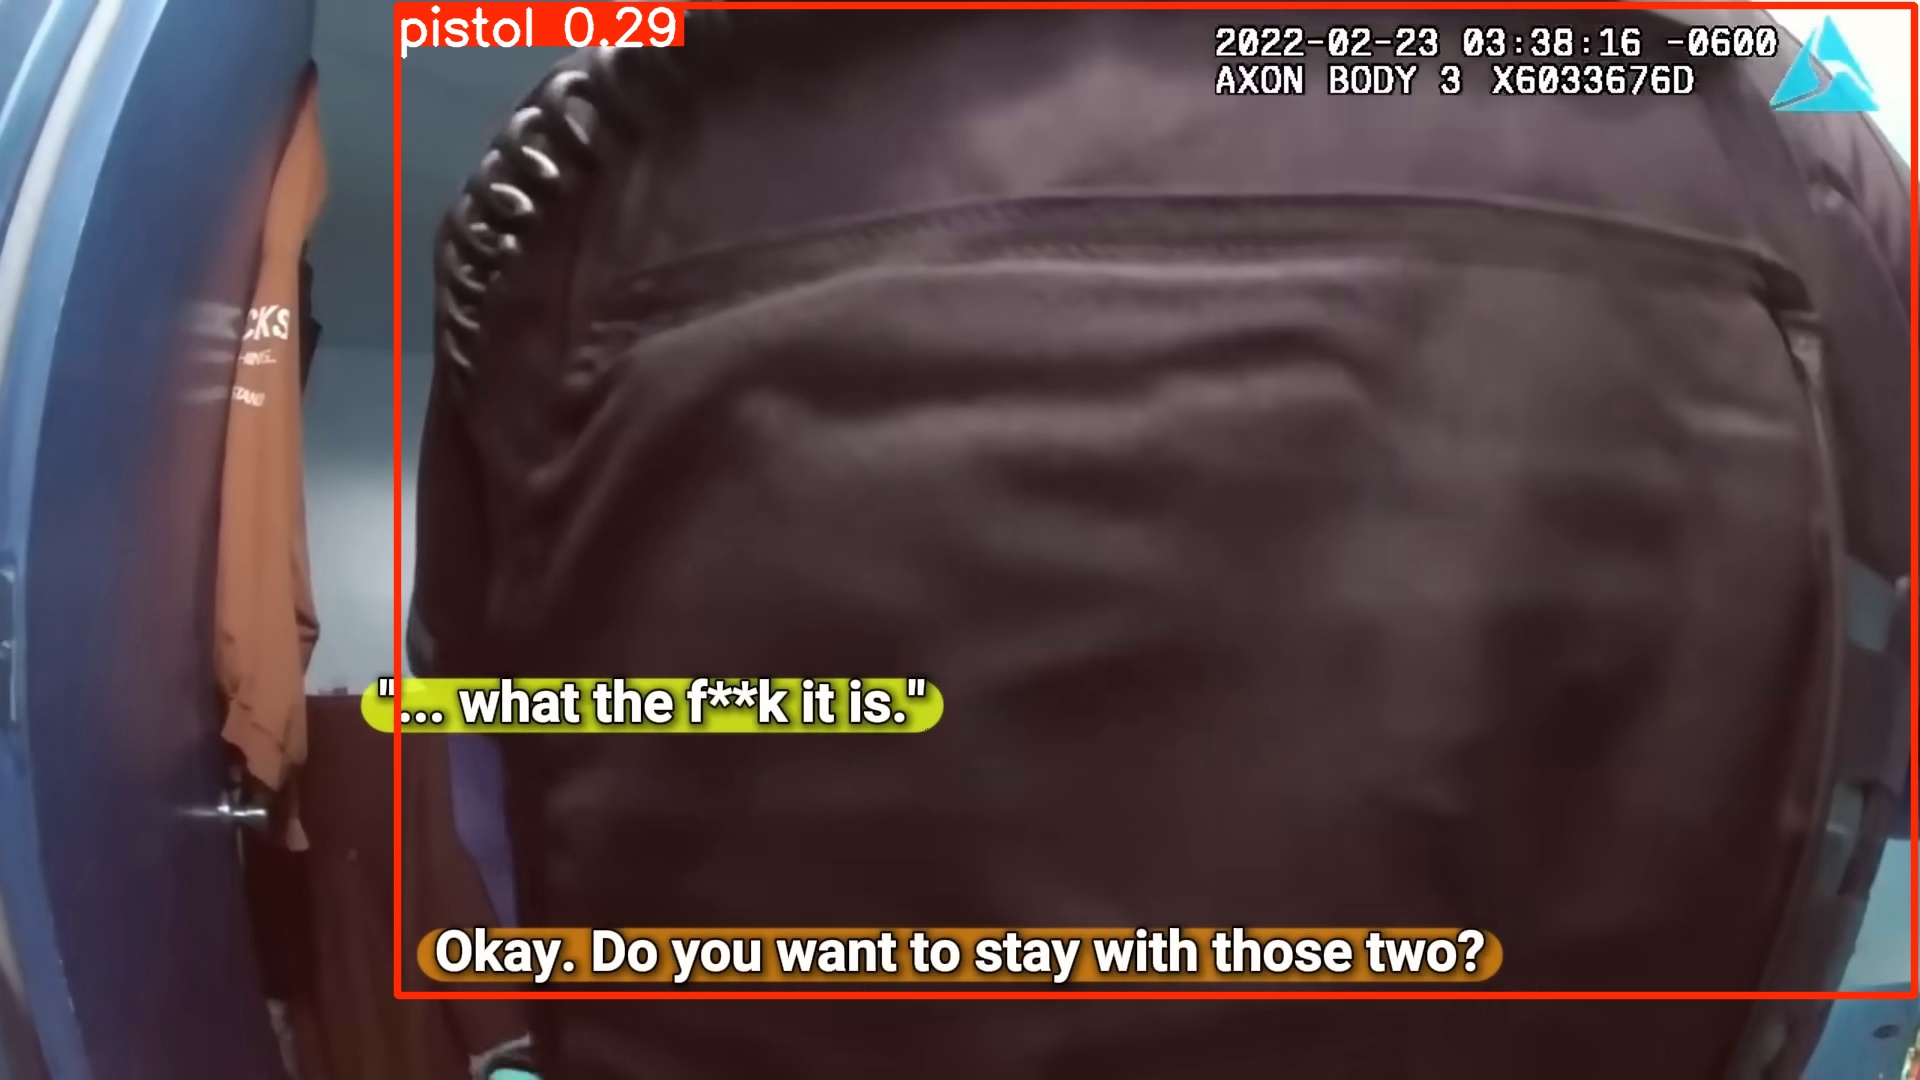 pistol 0.29
2022-02-23 03:38:16 -0600
AXON BODY 3 X6033676D
CKS
"... what the f**k it is."
Okay. Do you want to stay with those two?